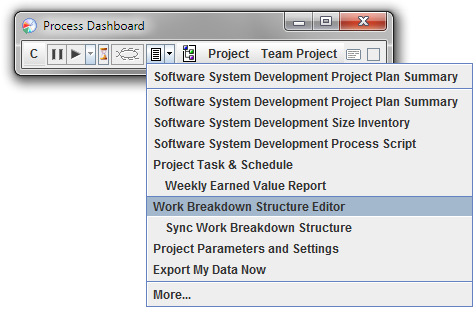 Process Dashboard
C Project Team Project
Software System Development Project Plan Summary
Software System Development Project Plan Summary
Software System Development Size Inventory
Software System Development Process Script
Project Task & Schedule
Weekly Earned Value Report
Work Breakdown Structure Editor
Sync Work Breakdown Structure
Project Parameters and Settings
Export My Data Now
More...